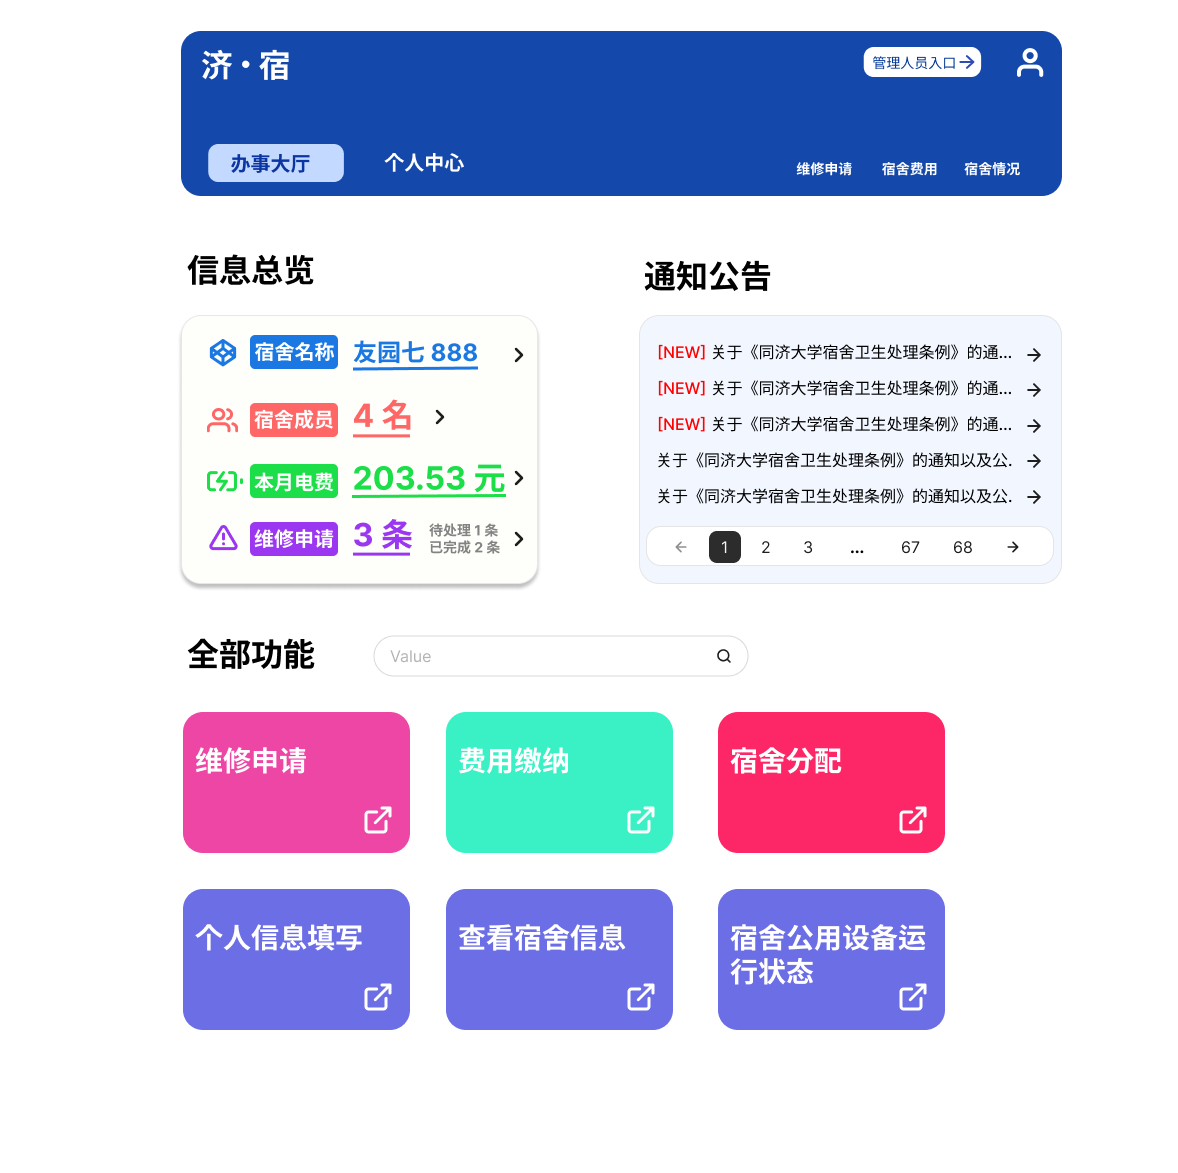 济·宿
管理人员入口
办事大厅
个人中心
维修申请
宿舍费用
宿舍情况
信息总览
宿舍名称
友园七 888
宿舍成员
4 名
本月电费
203.53 元
维修申请
3 条
待处理 1 条
已完成 2 条
通知公告
[NEW] 关于《同济大学宿舍卫生处理条例》的通...
[NEW] 关于《同济大学宿舍卫生处理条例》的通...
[NEW] 关于《同济大学宿舍卫生处理条例》的通...
关于《同济大学宿舍卫生处理条例》的通知以及公.
关于《同济大学宿舍卫生处理条例》的通知以及公.
1 2 3 ... 67 68
全部功能
Value
维修申请
费用缴纳
宿舍分配
个人信息填写
查看宿舍信息
宿舍公用设备运
行状态